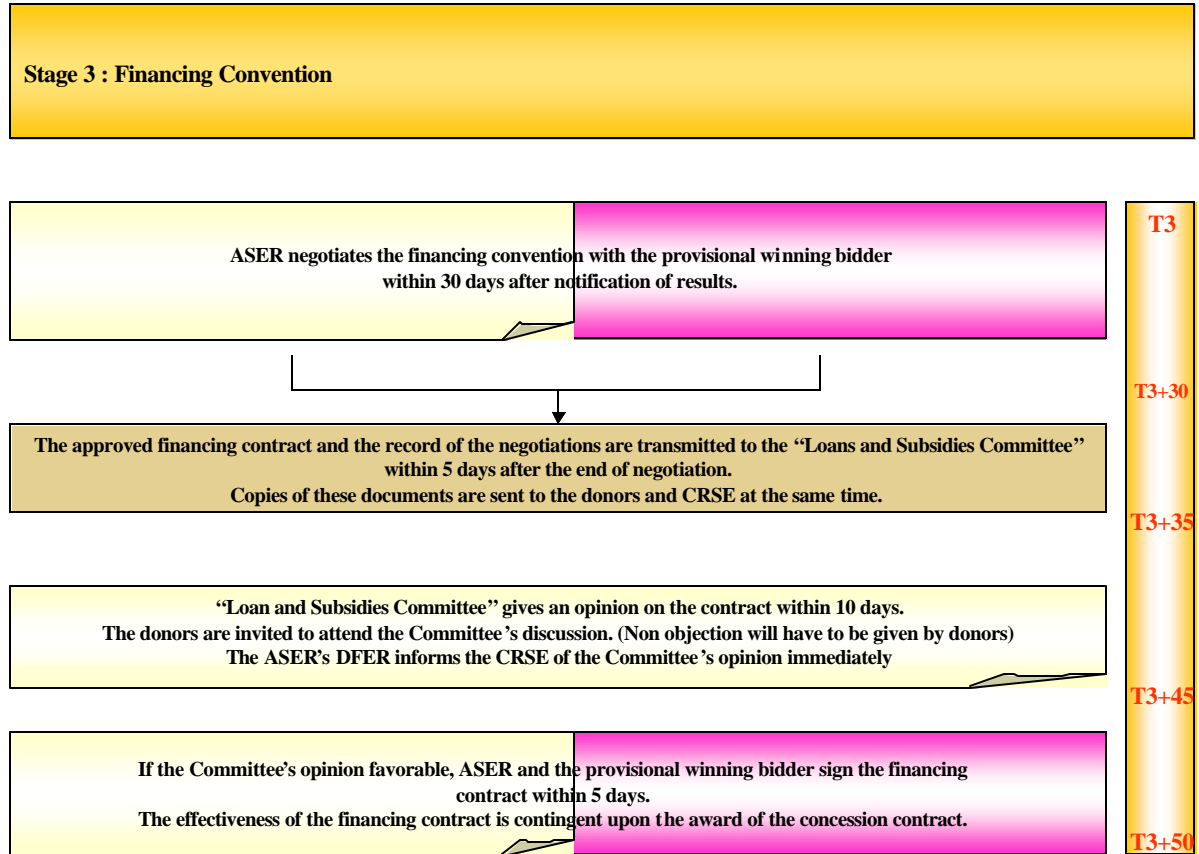 Stage 3 : Financing Convention
T3
ASER negotiates the financing convention with the provisional winning bidder
within 30 days after notification of results.
T3+30
The approved financing contract and the record of the negotiations are transmitted to the “Loans and Subsidies Committee”
within 5 days after the end of negotiation.
Copies of these documents are sent to the donors and CRSE at the same time.
T3+35
“Loan and Subsidies Committee” gives an opinion on the contract within 10 days.
The donors are invited to attend the Committee’s discussion. (Non objection will have to be given by donors)
The ASER’s DFER informs the CRSE of the Committee’s opinion immediately
T3+45
If the Committee’s opinion favorable, ASER and the provisional winning bidder sign the financing
contract within 5 days.
The effectiveness of the financing contract is contingent upon the award of the concession contract.
T3+50